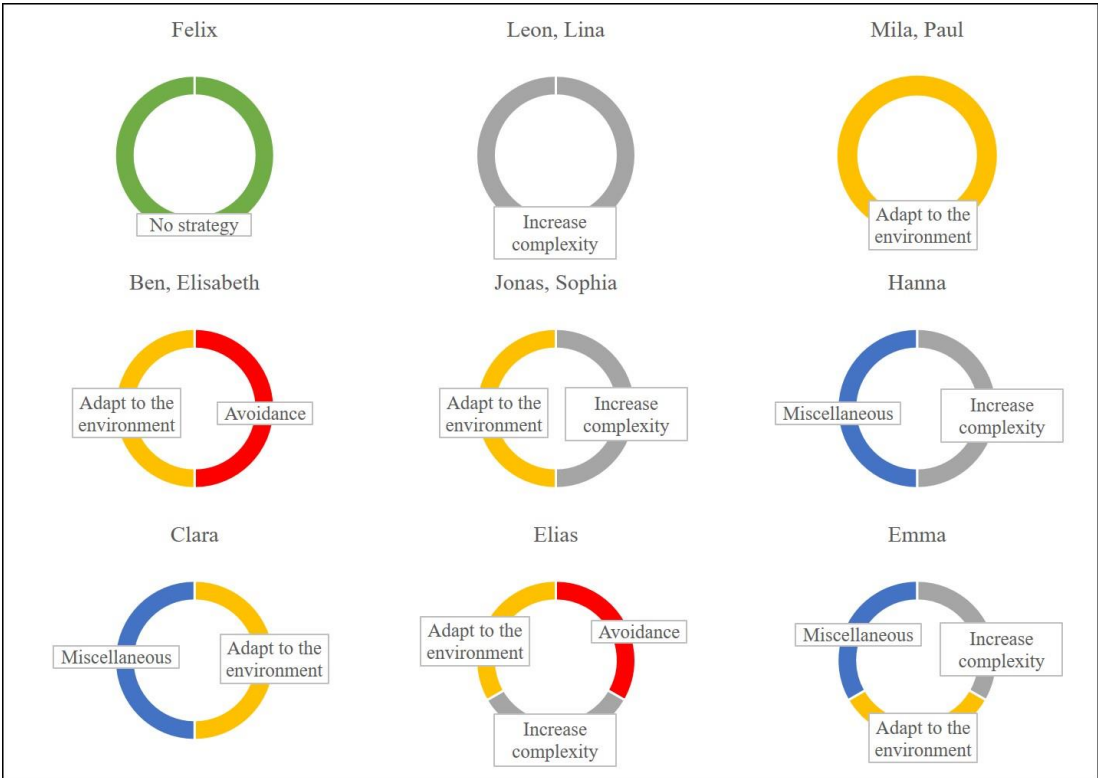 Felix
Leon, Lina
Mila, Paul
No strategy
Increase
complexity
Adapt to the
environment
Ben, Elisabeth
Jonas, Sophia
Hanna
Adapt to the
environment
Avoidance
Adapt to the
environment
Increase
complexity
Miscellaneous
Increase
complexity
Clara
Elias
Emma
Miscellaneous
Adapt to the
environment
Adapt to the
environment
Avoidance
Increase
complexity
Miscellaneous
Increase
complexity
Adapt to the
environment